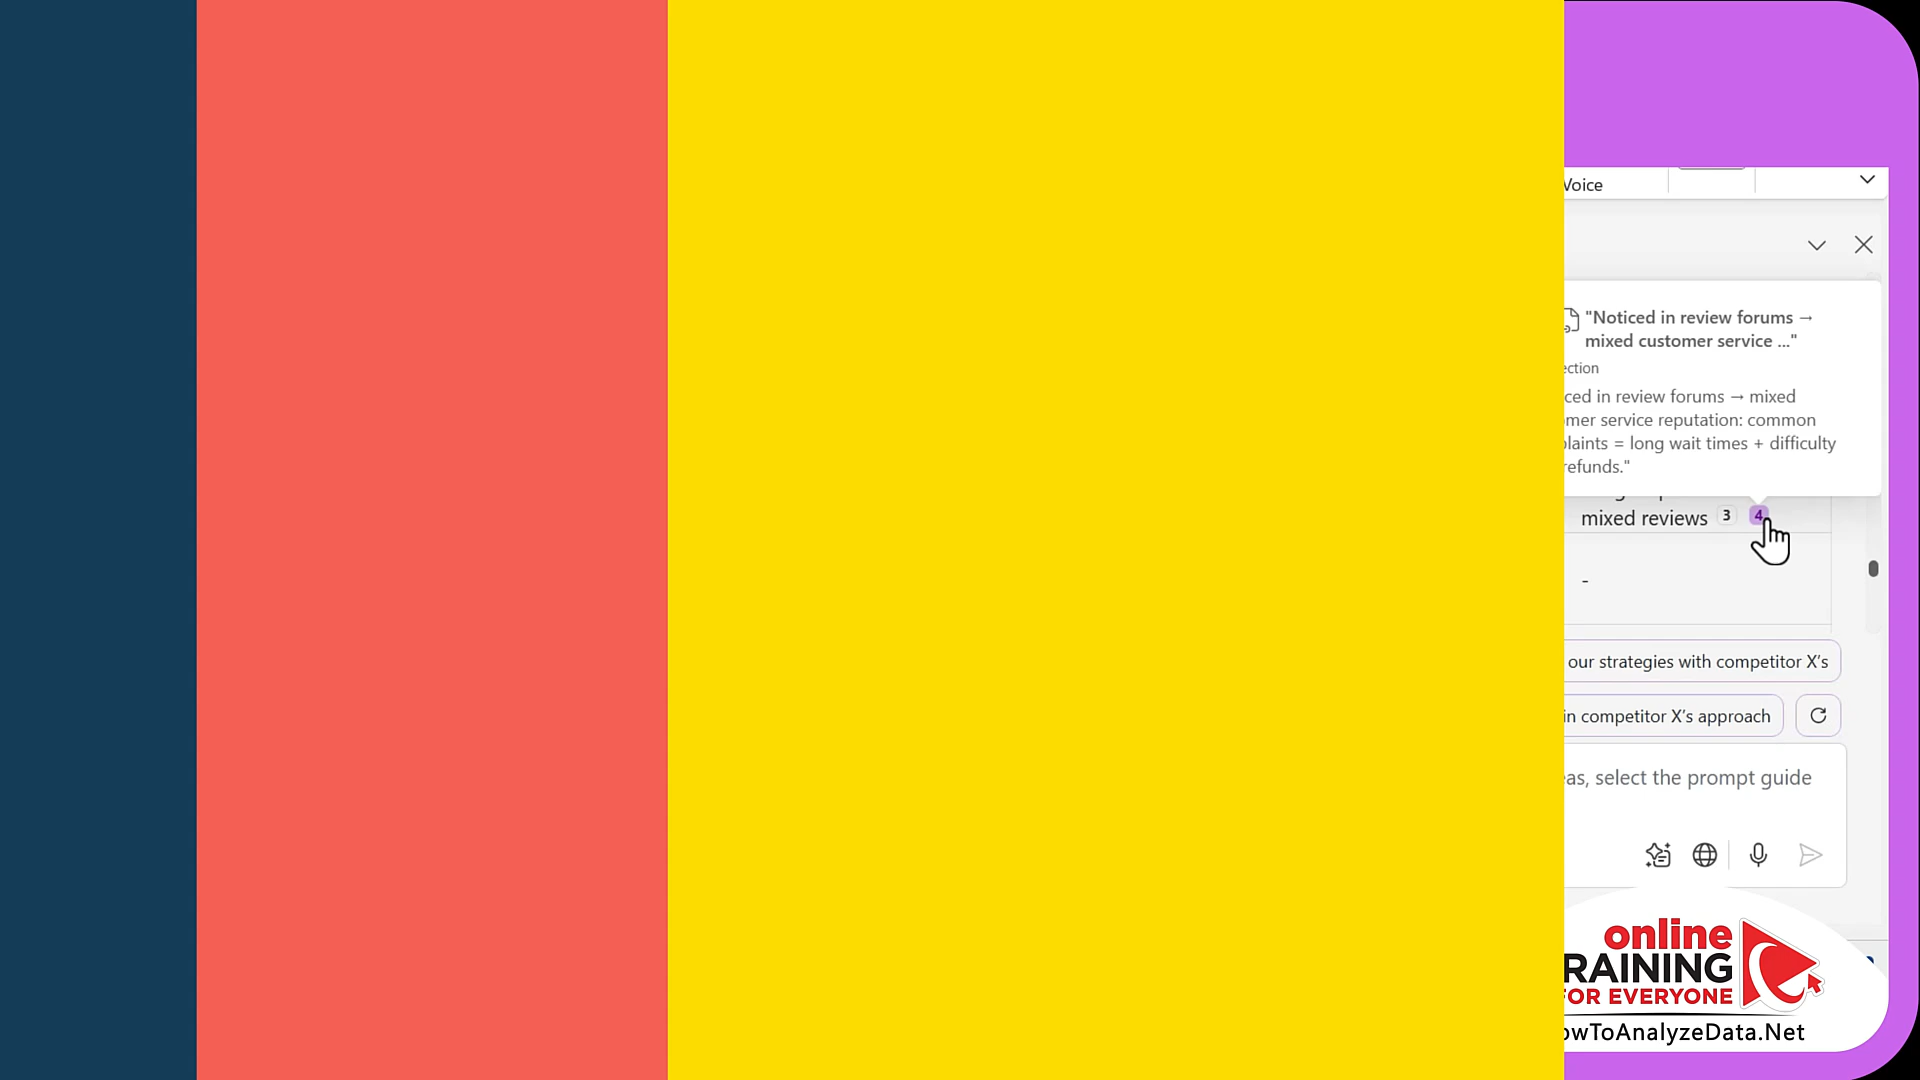 Voice
"Noticed in review forums →
mixed customer service ..."
ection
ced in review forums → mixed
mer service reputation: common
laints = long wait times + difficulty
refunds."
mixed reviews 3 4
-
our strategies with competitor X's
in competitor X's approach
as, select the prompt guide
online
RAINING
FOR EVERYONE
owToAnalyzeData.Net